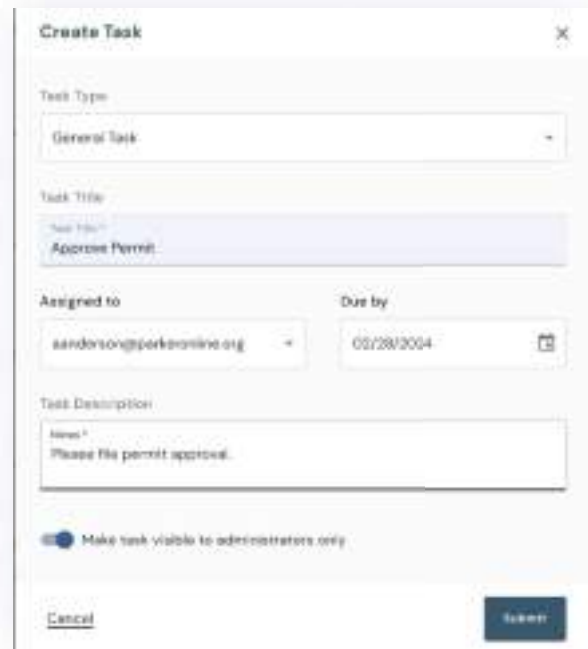 Create Task
Task Type
General Task
Task Title
Task Title *
Approve Permit
Assigned to
Due by
aanderson@parkeronline.org
02/28/2024
Task Description
Notes *
Please file permit approval.
Make task visible to administrators only
Cancel
Submit